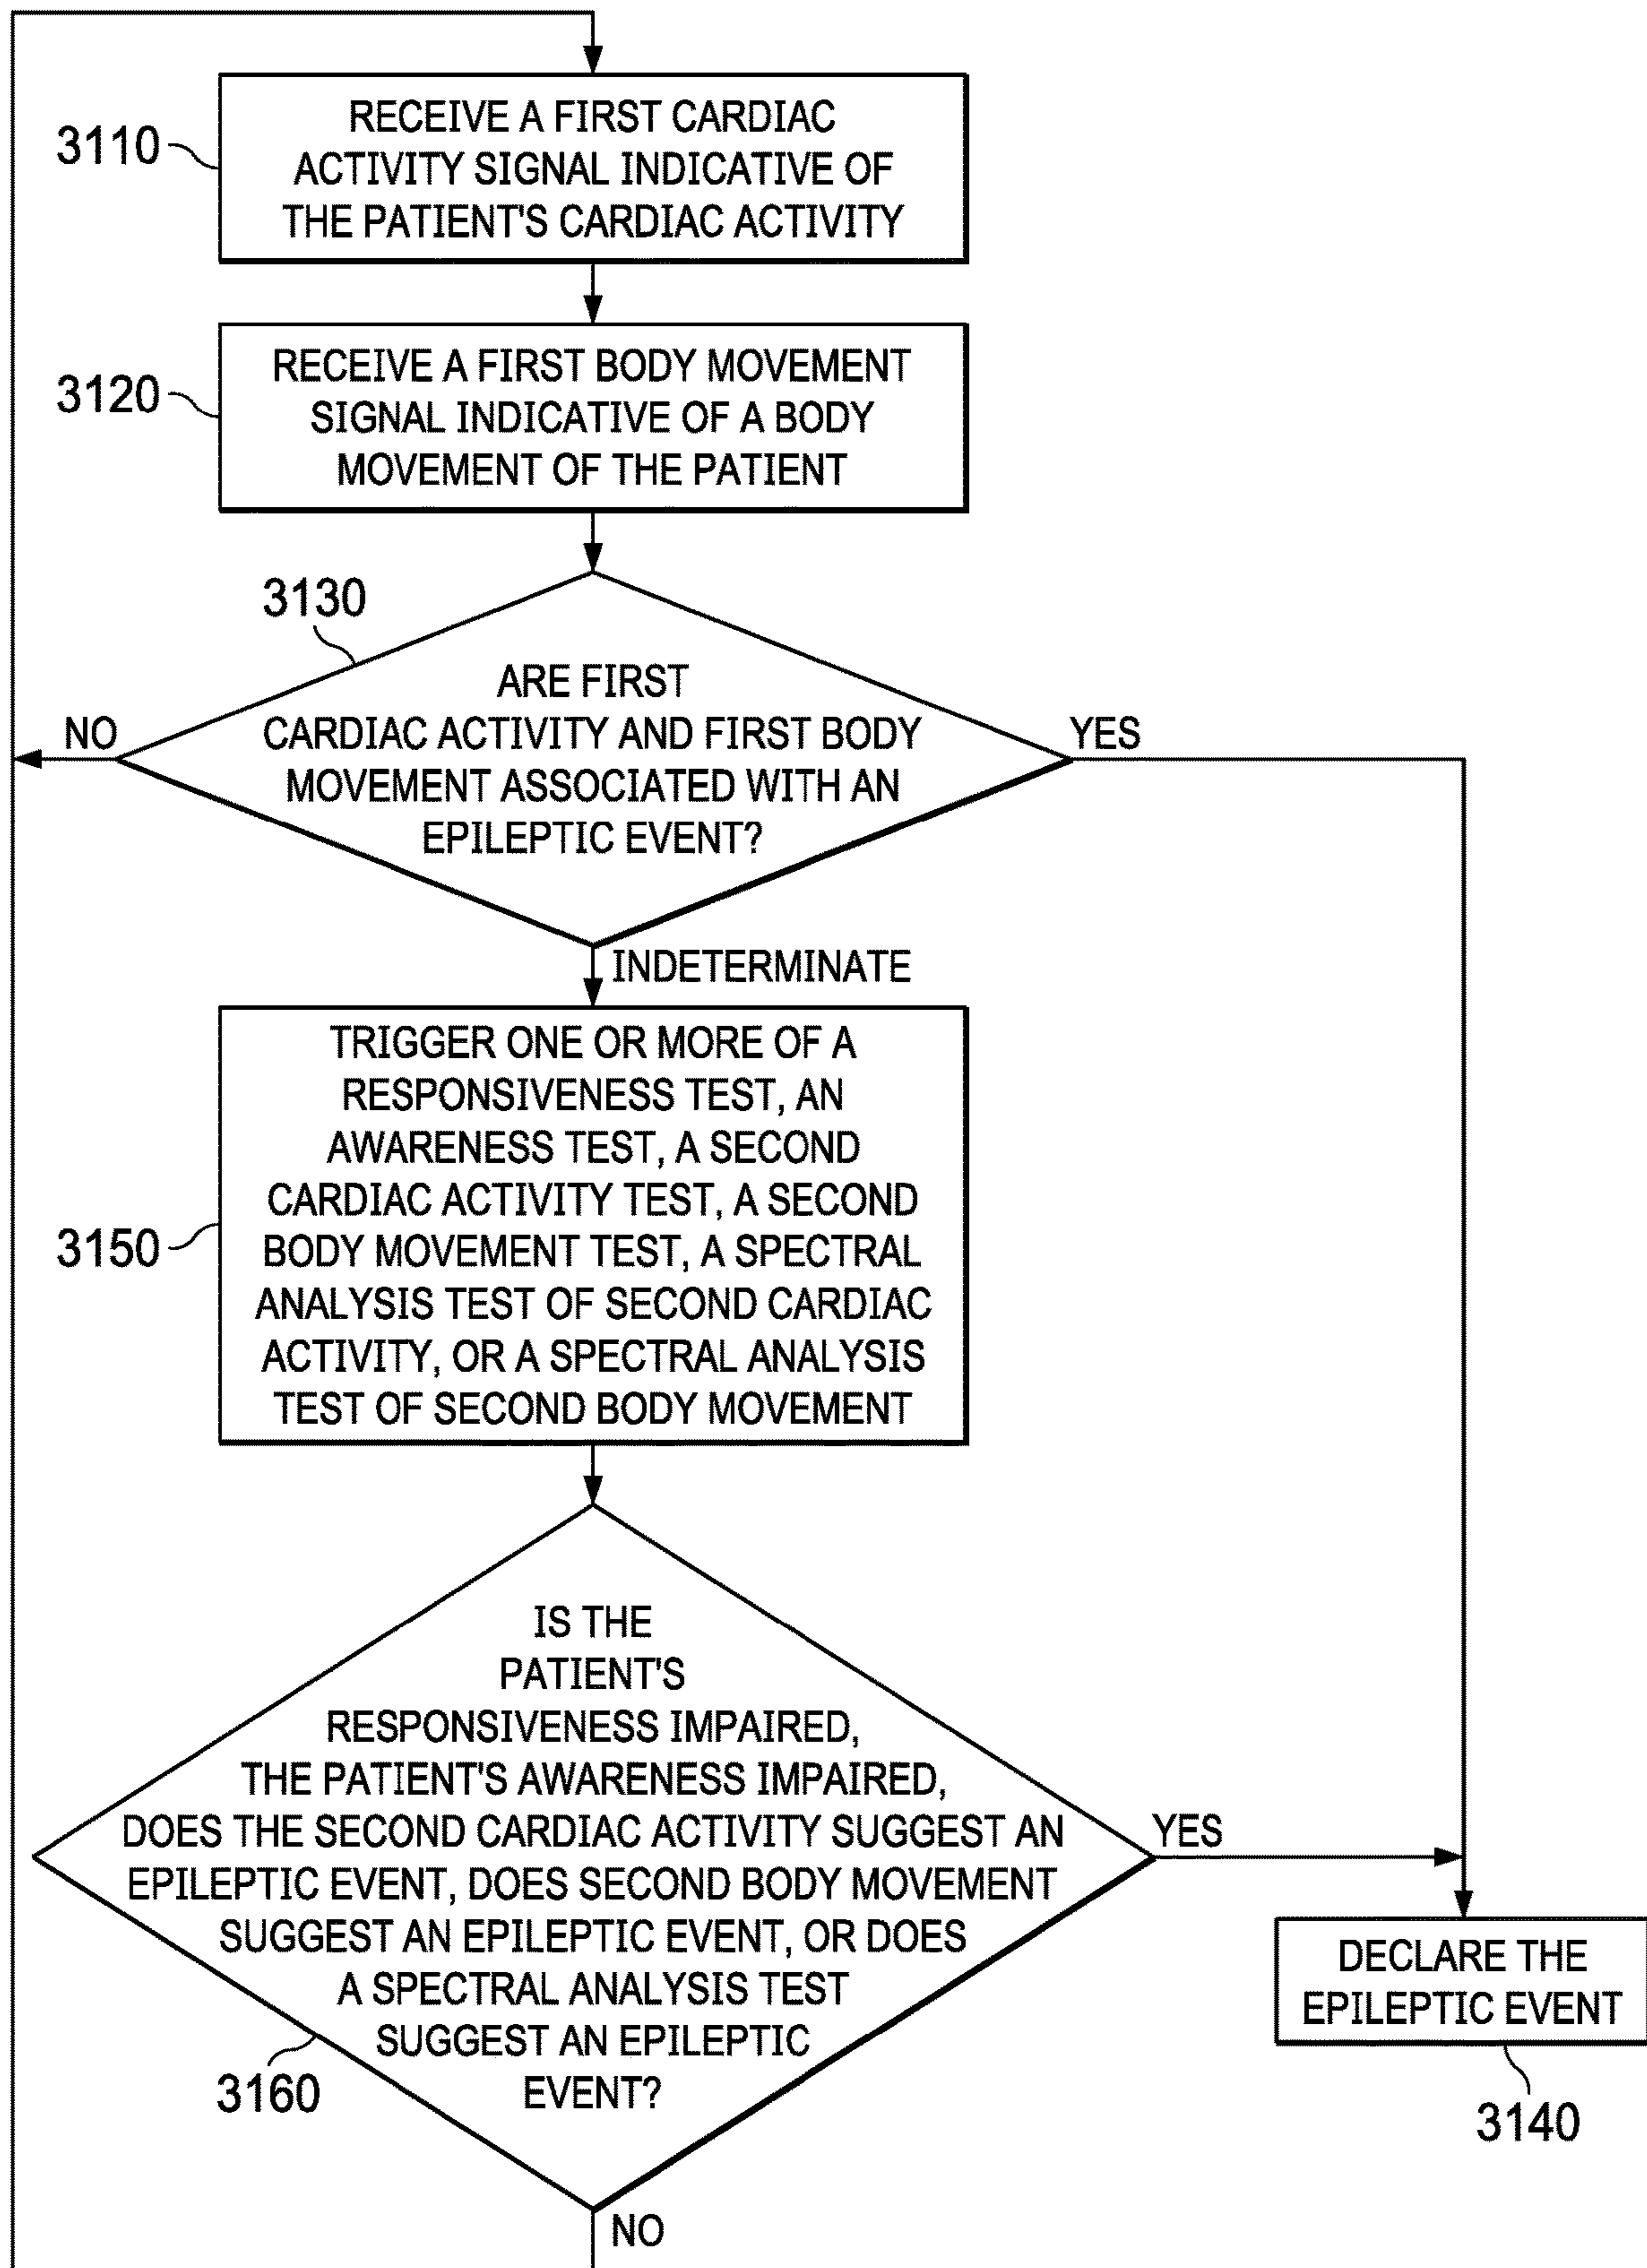 3110
RECEIVE A FIRST CARDIAC
ACTIVITY SIGNAL INDICATIVE OF
THE PATIENT'S CARDIAC ACTIVITY
3120
RECEIVE A FIRST BODY MOVEMENT
SIGNAL INDICATIVE OF A BODY
MOVEMENT OF THE PATIENT
3130
ARE FIRST
CARDIAC ACTIVITY AND FIRST BODY
MOVEMENT ASSOCIATED WITH AN
EPILEPTIC EVENT?
NO
YES
INDETERMINATE
3150
TRIGGER ONE OR MORE OF A
RESPONSIVENESS TEST, AN
AWARENESS TEST, A SECOND
CARDIAC ACTIVITY TEST, A SECOND
BODY MOVEMENT TEST, A SPECTRAL
ANALYSIS TEST OF SECOND CARDIAC
ACTIVITY, OR A SPECTRAL ANALYSIS
TEST OF SECOND BODY MOVEMENT
IS THE
PATIENT'S
RESPONSIVENESS IMPAIRED,
THE PATIENT'S AWARENESS IMPAIRED,
DOES THE SECOND CARDIAC ACTIVITY SUGGEST AN
EPILEPTIC EVENT, DOES SECOND BODY MOVEMENT
SUGGEST AN EPILEPTIC EVENT, OR DOES
A SPECTRAL ANALYSIS TEST
SUGGEST AN EPILEPTIC
EVENT?
3160
YES
NO
DECLARE THE
EPILEPTIC EVENT
3140